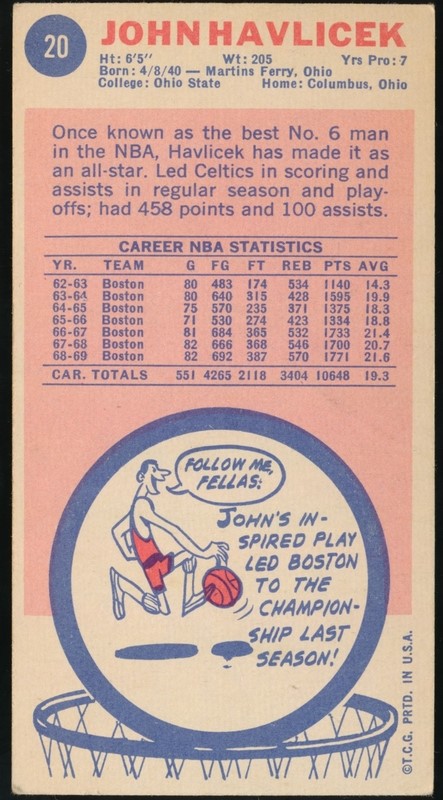 20
JOHN HAVLICEK
Ht: 6'5" Wt: 205 Yrs Pro: 7
Born: 4/8/40 — Martins Ferry, Ohio
College: Ohio State Home: Columbus, Ohio
Once known as the best No. 6 man
in the NBA, Havlicek has made it as
an all-star. Led Celtics in scoring and
assists in regular season and play-
offs; had 458 points and 100 assists.
CAREER NBA STATISTICS
YR. TEAM G FG FT REB PTS AVG
62-63 Boston 80 483 174 534 1140 14.3
63-64 Boston 80 640 315 428 1595 19.9
64-65 Boston 75 570 235 371 1375 18.3
65-66 Boston 71 530 274 423 1334 18.8
66-67 Boston 81 684 365 532 1733 21.4
67-68 Boston 82 666 368 546 1700 20.7
68-69 Boston 82 692 387 570 1771 21.6
CAR. TOTALS 551 4265 2118 3404 10648 19.3
FOLLOW ME,
FELLAS:
JOHN'S IN-
SPIRED PLAY
LED BOSTON
TO THE
CHAMPION-
SHIP LAST
SEASON!
©T.C.G. PRTD. IN U.S.A.